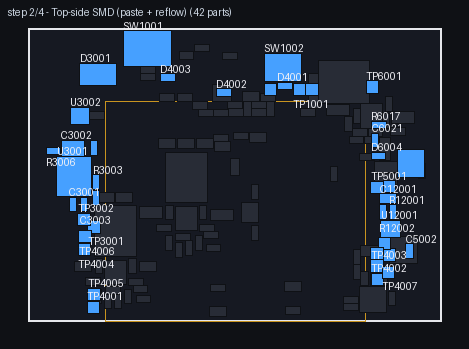 step 2/4 - Top-side SMD (paste + reflow) (42 parts)
SW1001
SW1002
D3001
D4003
D4001
TP6001
D4002
U3002
TP1001
R6017
C6021
C3002
U3001
D6004
R3006
R3003
TP5001
C3001
C12001
R12001
TP3002
U12001
C3003
R12002
TP3001
C5002
TP4006
TP4003
TP4004
TP4002
TP4005
TP4007
TP4001